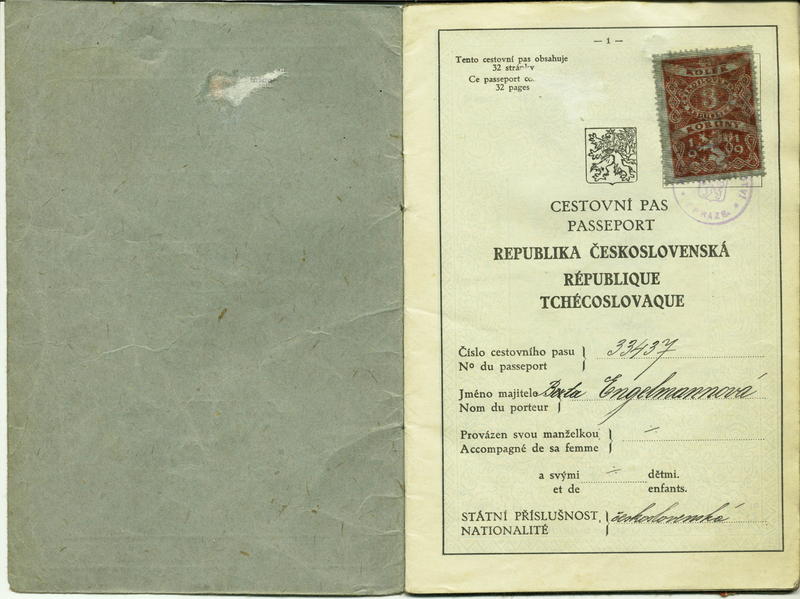 — 1 —
Tento cestovní pas obsahuje
32 stránky
Ce passeport
32 pages
KOLEK
3
KORUNY
CESTOVNÍ PAS
PASSEPORT
REPUBLIKA ČESKOSLOVENSKÁ
RÉPUBLIQUE
TCHÉCOSLOVAQUE
Číslo cestovního pasu } 33437
No du passeport
Jméno majitele } Berta Engelmannová
Nom du porteur
Provázen svou manželkou } ÷
Accompagné de sa femme
a svými ÷ dětmi.
et de enfants.
STÁTNÍ PŘÍSLUŠNOST } československá
NATIONALITÉ